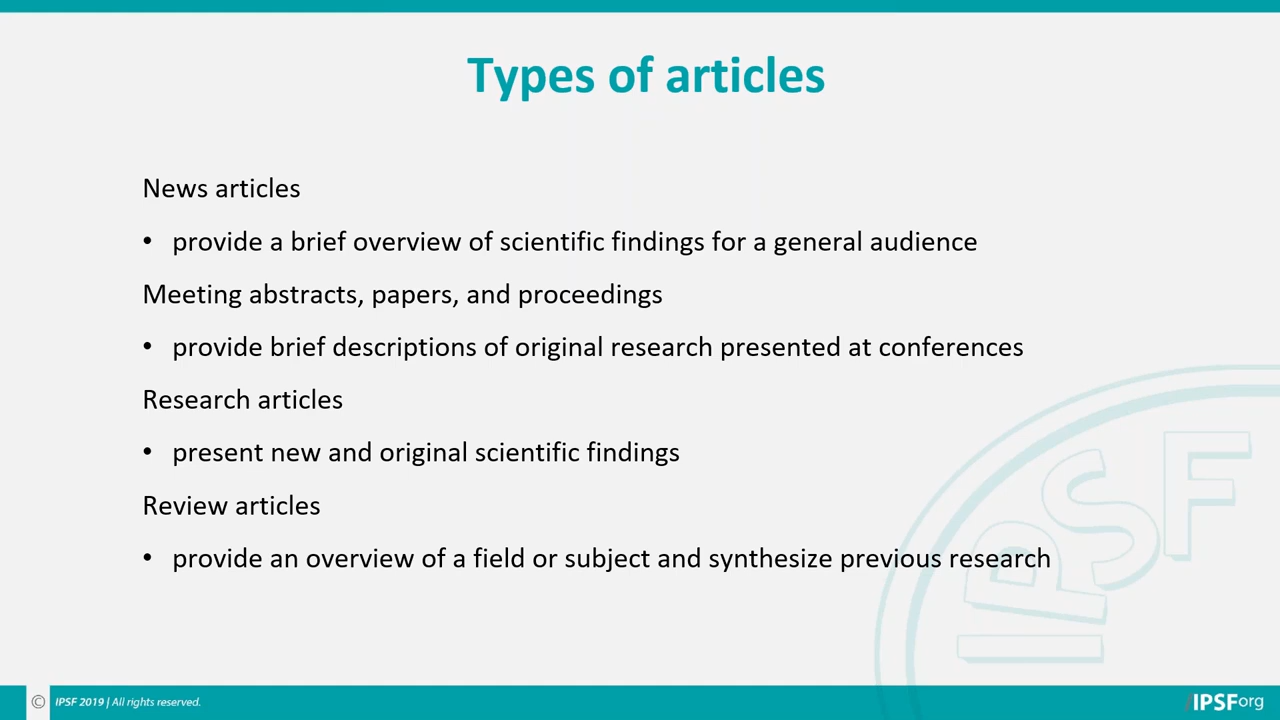 Types of articles
News articles
• provide a brief overview of scientific findings for a general audience
Meeting abstracts, papers, and proceedings
• provide brief descriptions of original research presented at conferences
Research articles
• present new and original scientific findings
Review articles
• provide an overview of a field or subject and synthesize previous research
IPSF
© IPSF 2019 | All rights reserved.
/IPSForg